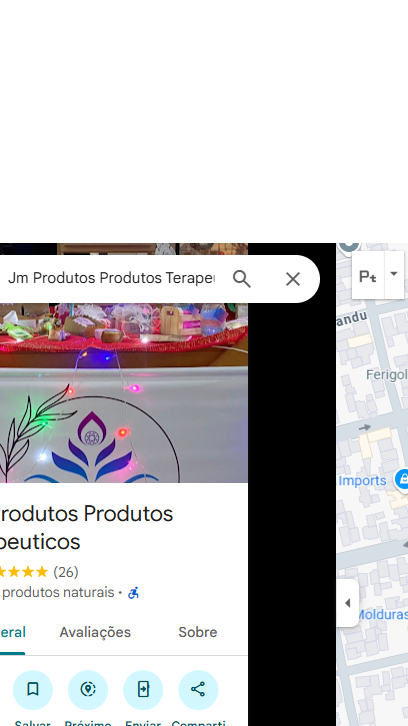 Jm Produtos Produtos Terape
Pt
andu
Ferigol
Imports
rodutos Produtos
peuticos
(26)
produtos naturais •
eral Avaliações Sobre
Molduras
Salvar Próximo Enviar Comparti